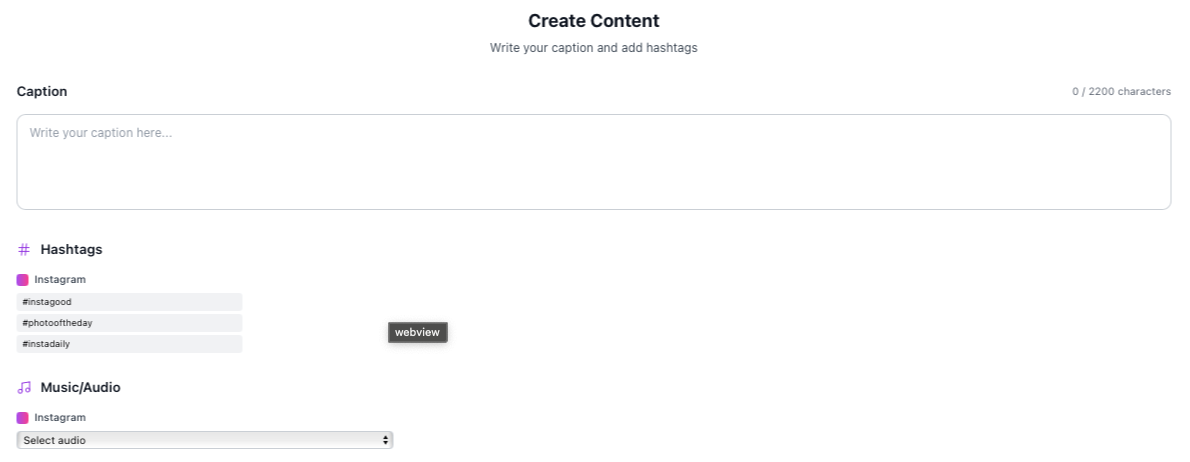 Create Content
Write your caption and add hashtags
Caption
0 / 2200 characters
Write your caption here...
Hashtags
Instagram
#instagood
#photooftheday
#instadaily
webview
Music/Audio
Instagram
Select audio